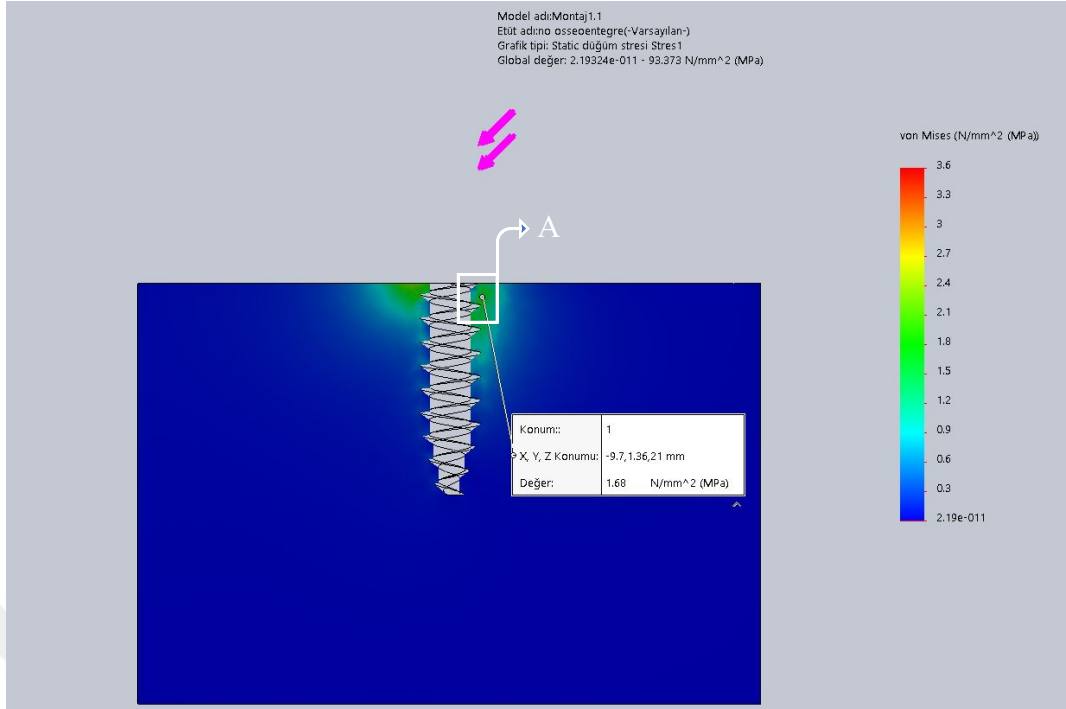 Model adı:Montaj1.1
Etüt adı:no osseoentegre(-Varsayılan-)
Grafik tipi: Static düğüm stresi Stres1
Global değer: 2.19324e-011 - 93.373 N/mm^2 (MPa)
von Mises (N/mm^2 (MPa))
3.6
3.3
3
2.7
2.4
2.1
1.8
1.5
1.2
0.9
0.6
0.3
2.19e-011
A
Konum:: 1
X, Y, Z Konumu: -9.7,1.36,21 mm
Değer: 1.68 N/mm^2 (MPa)